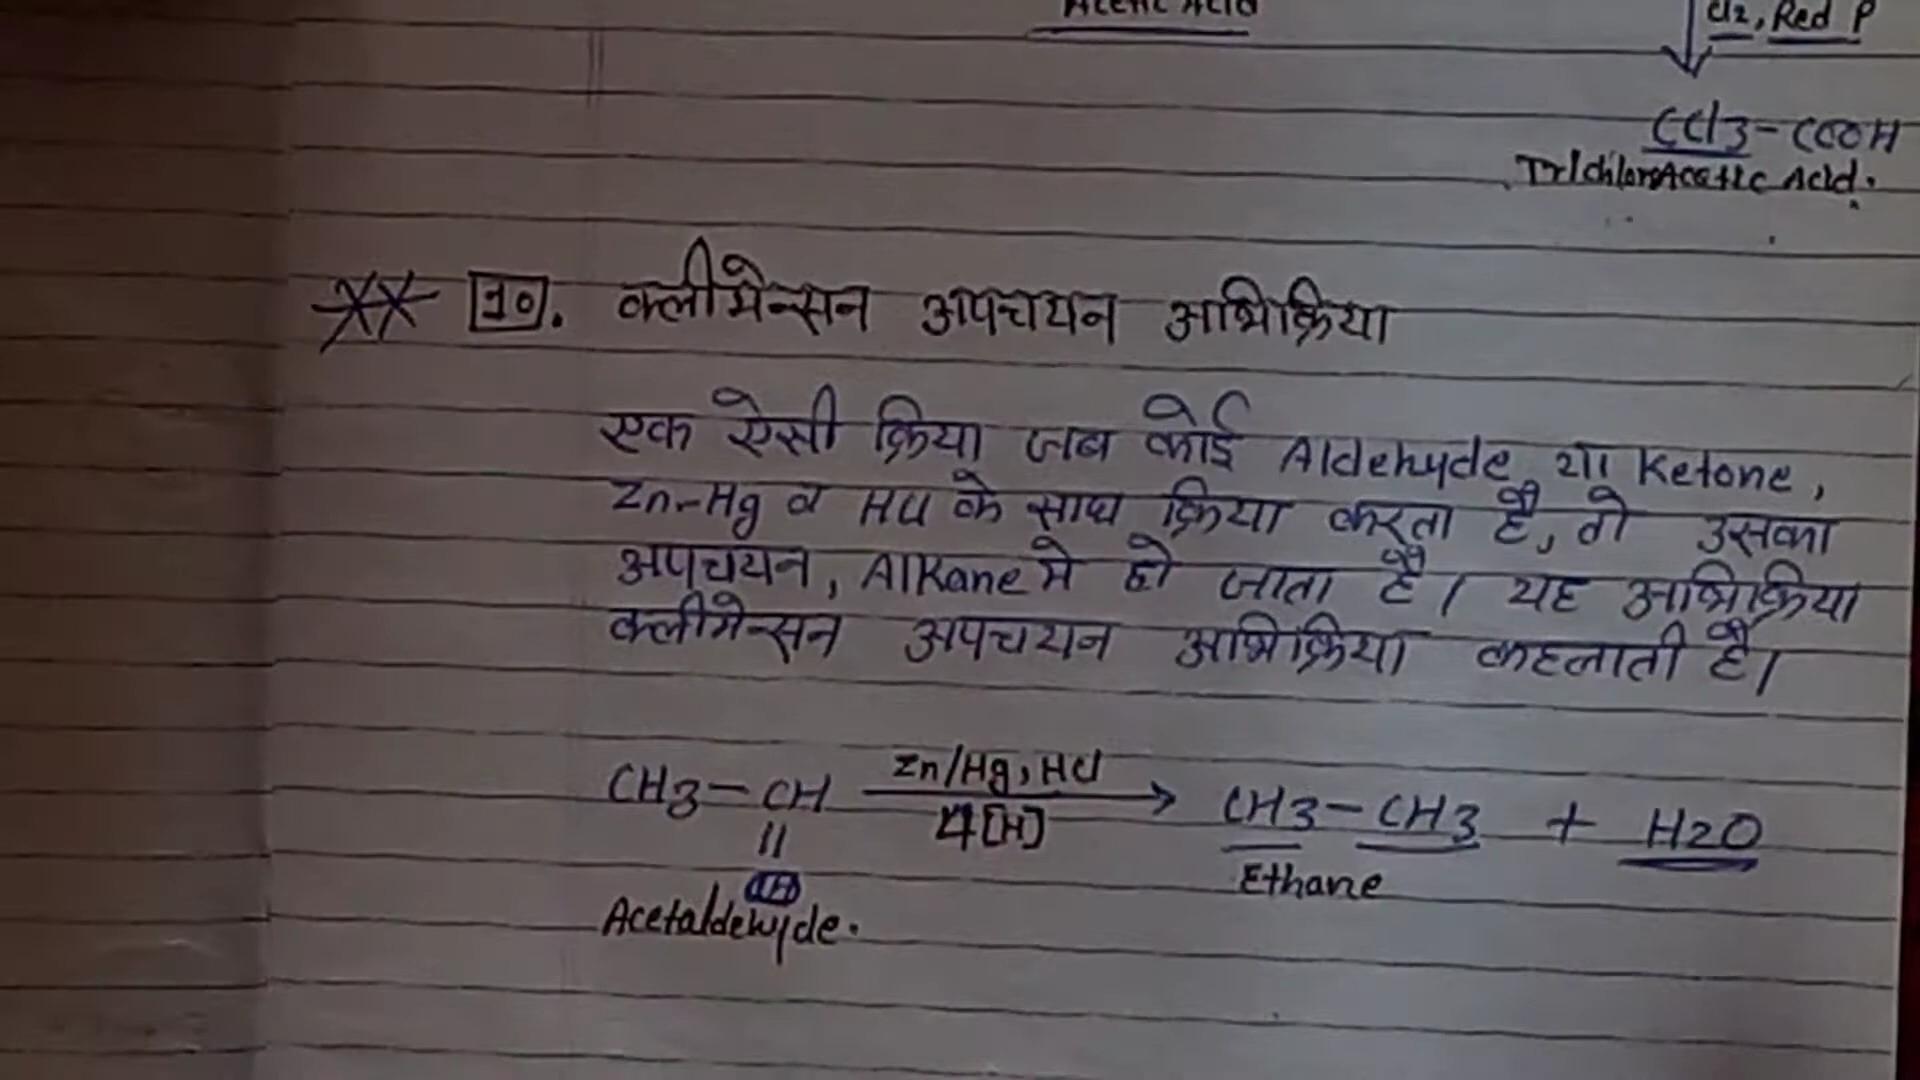 Acetic Acid
Cl2, Red P
CCl3-COOH
TrichloroAcetic Acid.
** 10. क्लीमेन्सन अपचयन अभिक्रिया
एक ऐसी क्रिया जब कोई Aldehyde या Ketone,
Zn-Hg व HCl के साथ क्रिया करता है, तो उसका
अपचयन, Alkane मे हो जाता है। यह अभिक्रिया
क्लीमेन्सन अपचयन अभिक्रिया कहलाती है।
Zn/Hg, HCl
CH3-CH → CH3-CH3 + H2O
4[H]
||
Ethane
Acetaldehyde.